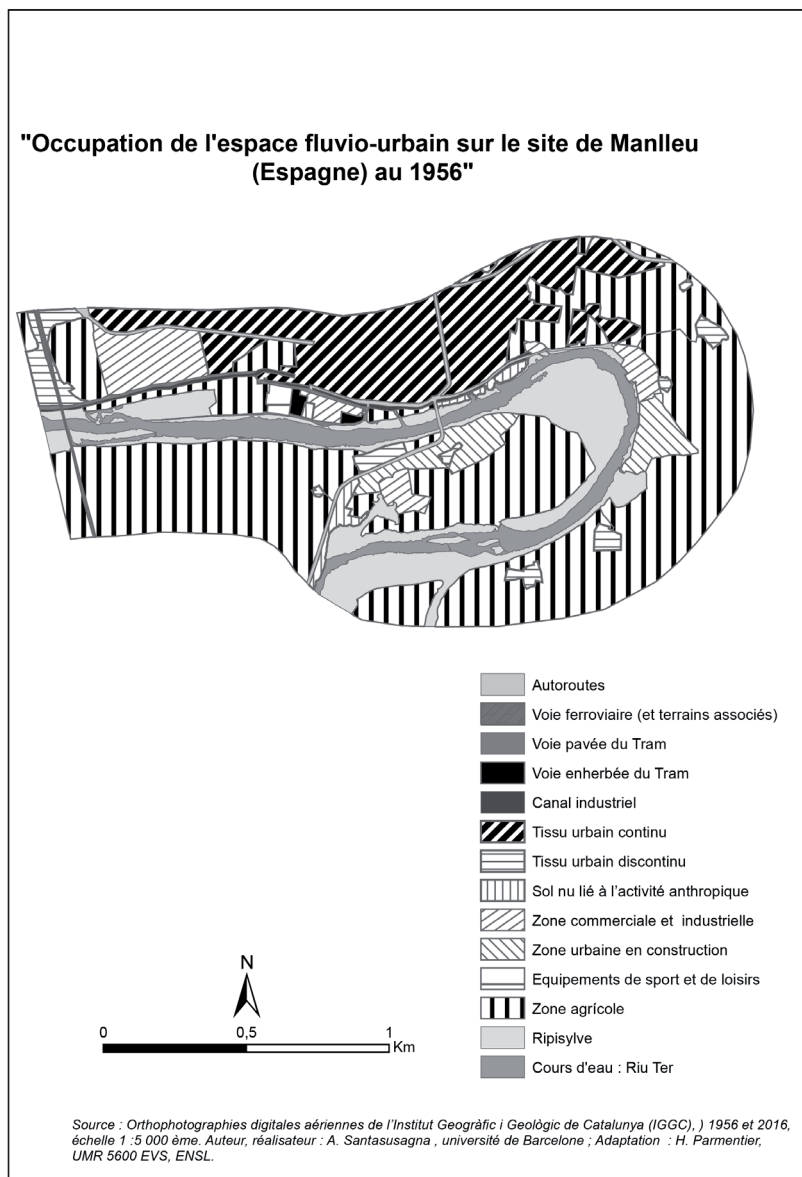 "Occupation de l'espace fluvio-urbain sur le site de Manlleu
(Espagne) au 1956"
Autoroutes
Voie ferroviaire (et terrains associés)
Voie pavée du Tram
Voie enherbée du Tram
Canal industriel
Tissu urbain continu
Tissu urbain discontinu
Sol nu lié à l'activité anthropique
Zone commerciale et industrielle
Zone urbaine en construction
Equipements de sport et de loisirs
Zone agrícole
Ripisylve
Cours d'eau : Riu Ter
N
0 0,5 1
Km
Source : Orthophotographies digitales aériennes de l'Institut Geogràfic i Geològic de Catalunya (IGGC), ) 1956 et 2016,
échelle 1 :5 000 ème. Auteur, réalisateur : A. Santasusagna , université de Barcelone ; Adaptation : H. Parmentier,
UMR 5600 EVS, ENSL.